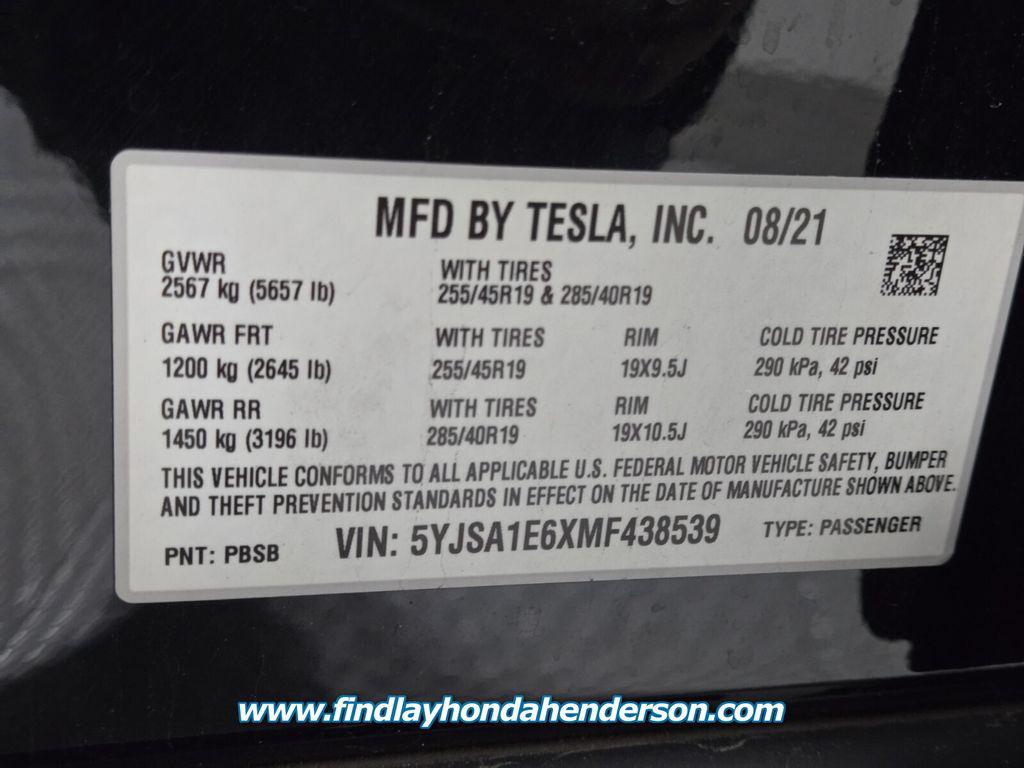 MFD BY TESLA, INC. 08/21
GVWR
2567 kg (5657 lb)
WITH TIRES
255/45R19 & 285/40R19
GAWR FRT WITH TIRES RIM COLD TIRE PRESSURE
1200 kg (2645 lb) 255/45R19 19X9.5J 290 kPa, 42 psi
GAWR RR WITH TIRES RIM COLD TIRE PRESSURE
1450 kg (3196 lb) 285/40R19 19X10.5J 290 kPa, 42 psi
THIS VEHICLE CONFORMS TO ALL APPLICABLE U.S. FEDERAL MOTOR VEHICLE SAFETY, BUMPER
AND THEFT PREVENTION STANDARDS IN EFFECT ON THE DATE OF MANUFACTURE SHOWN ABOVE.
PNT: PBSB VIN: 5YJSA1E6XMF438539 TYPE: PASSENGER
www.findlayhondahenderson.com